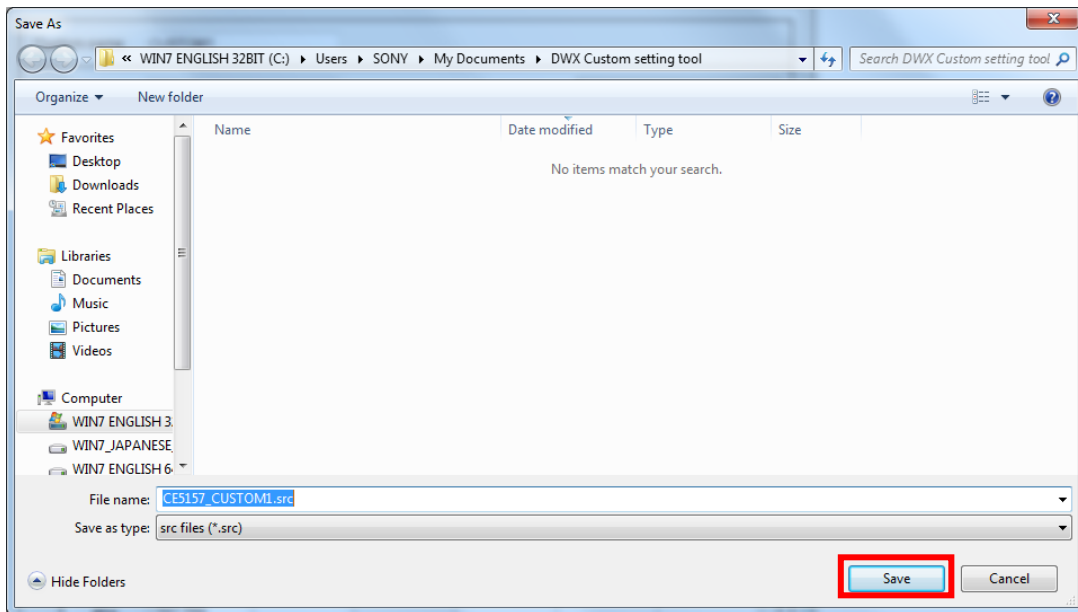 Save As
« WIN7 ENGLISH 32BIT (C:) ▸ Users ▸ SONY ▸ My Documents ▸ DWX Custom setting tool
Search DWX Custom setting tool
Organize
New folder
Favorites
Desktop
Downloads
Recent Places
Libraries
Documents
Music
Pictures
Videos
Computer
WIN7 ENGLISH 3
WIN7_JAPANESE_
WIN7 ENGLISH 6
Name Date modified Type Size
No items match your search.
File name: CE5157_CUSTOM1.src
Save as type: src files (*.src)
Hide Folders
Save Cancel